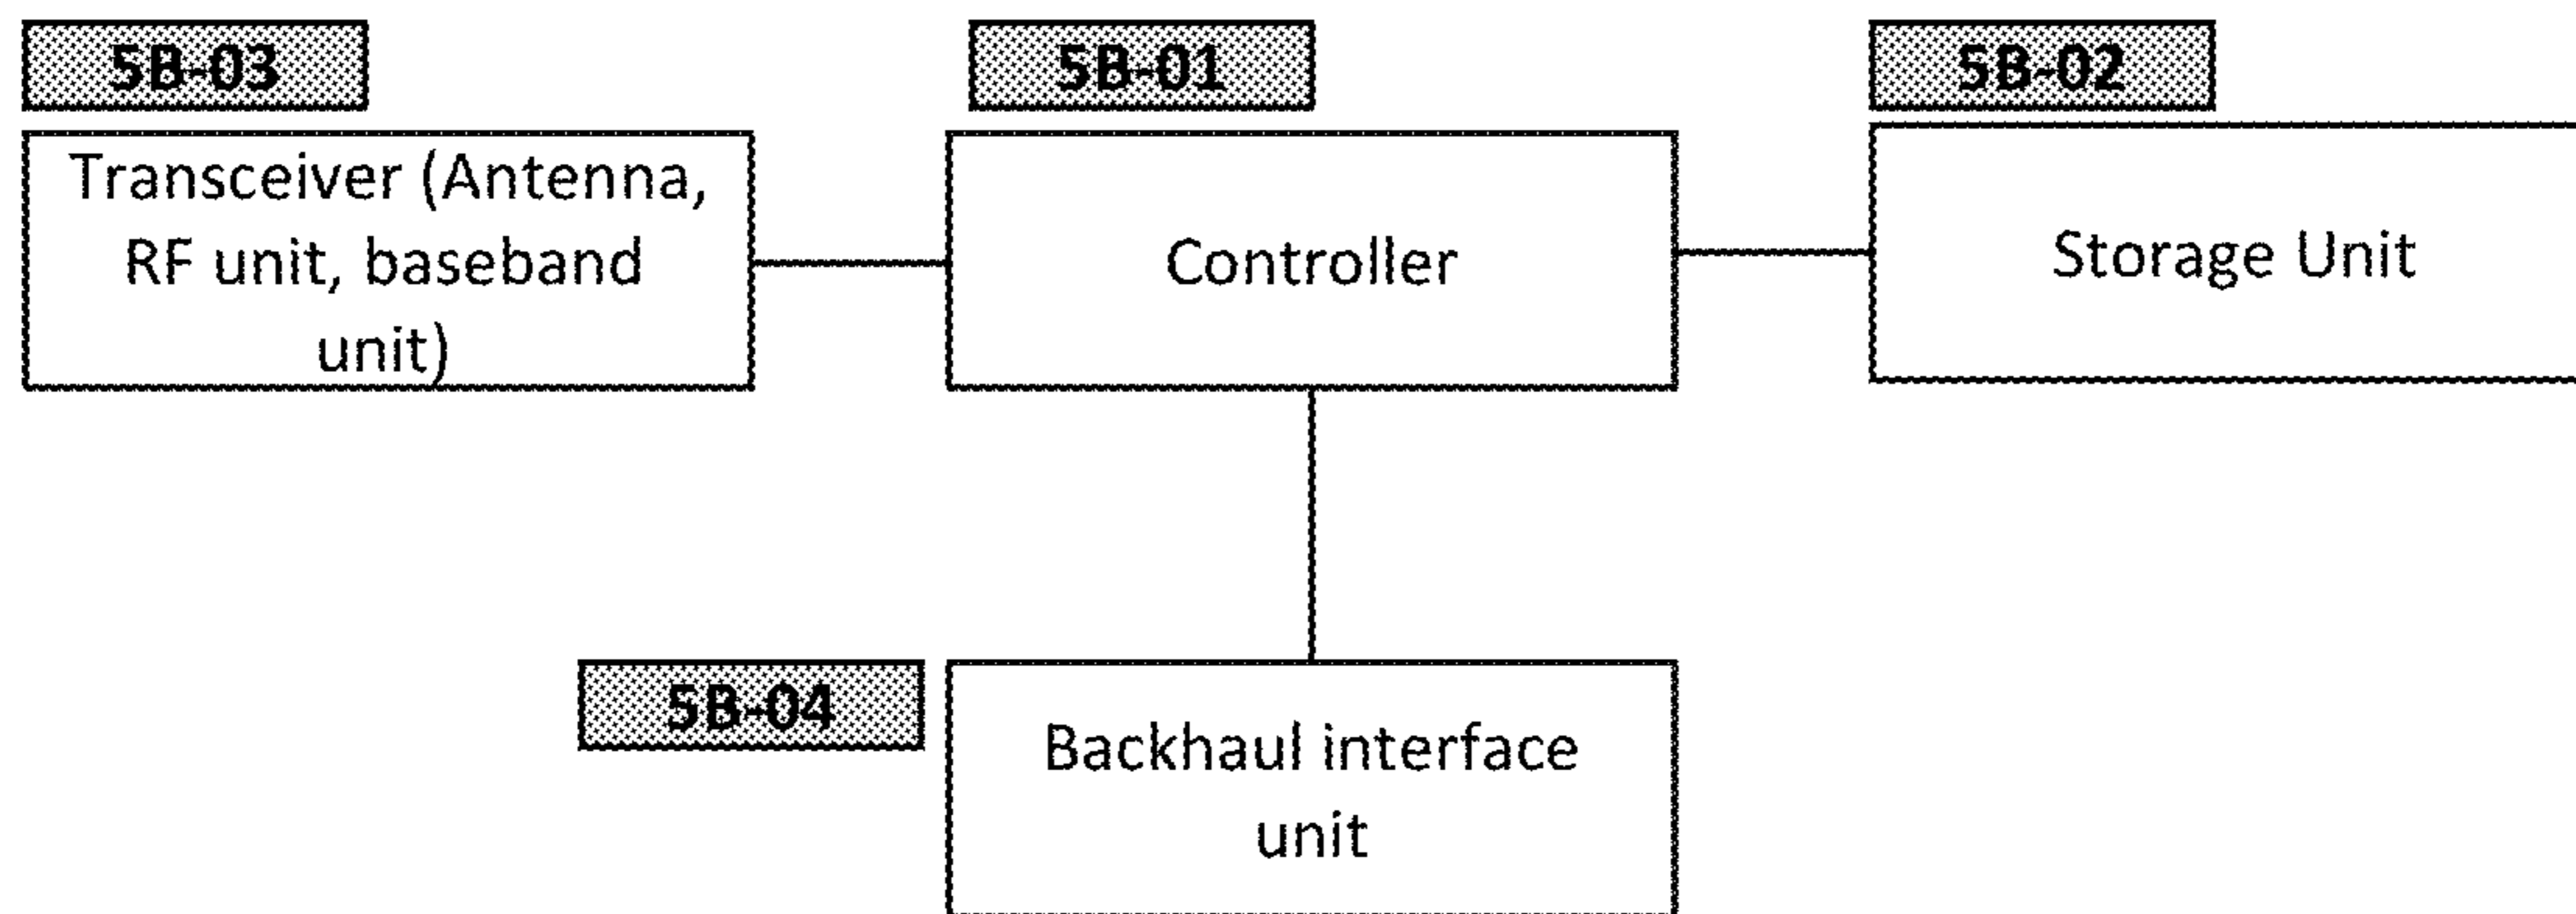 5B-03
5B-01
5B-02
Transceiver (Antenna,
RF unit, baseband
unit)
Controller
Storage Unit
5B-04
Backhaul interface
unit